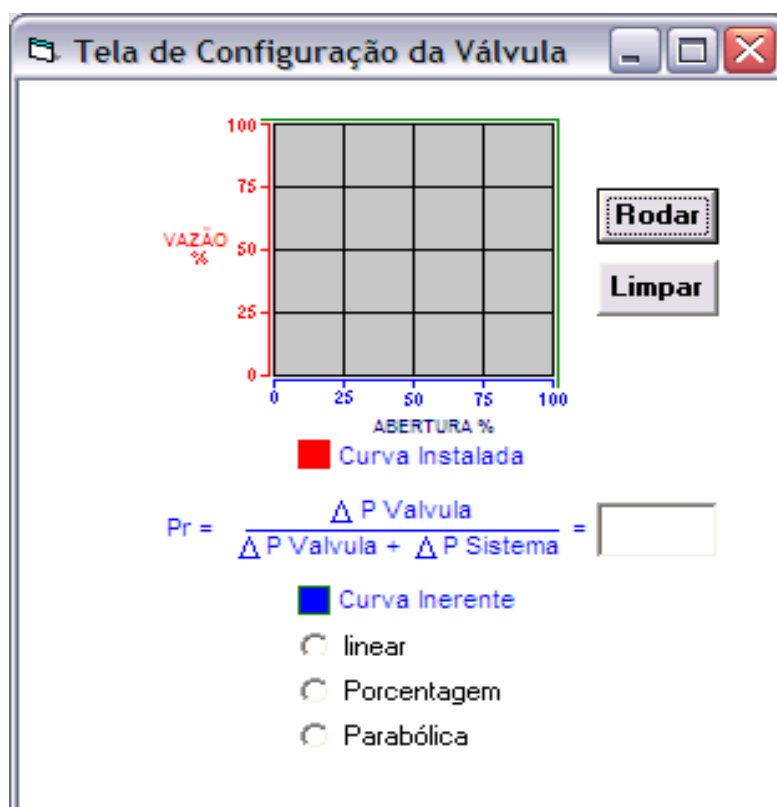 Tela de Configuração da Válvula
100
75
VAZÃO
%
50
25
0
0 25 50 75 100
ABERTURA %
Rodar
Limpar
Curva Instalada
Pr = Δ P Valvula
Δ P Valvula + Δ P Sistema =
Curva Inerente
linear
Porcentagem
Parabólica